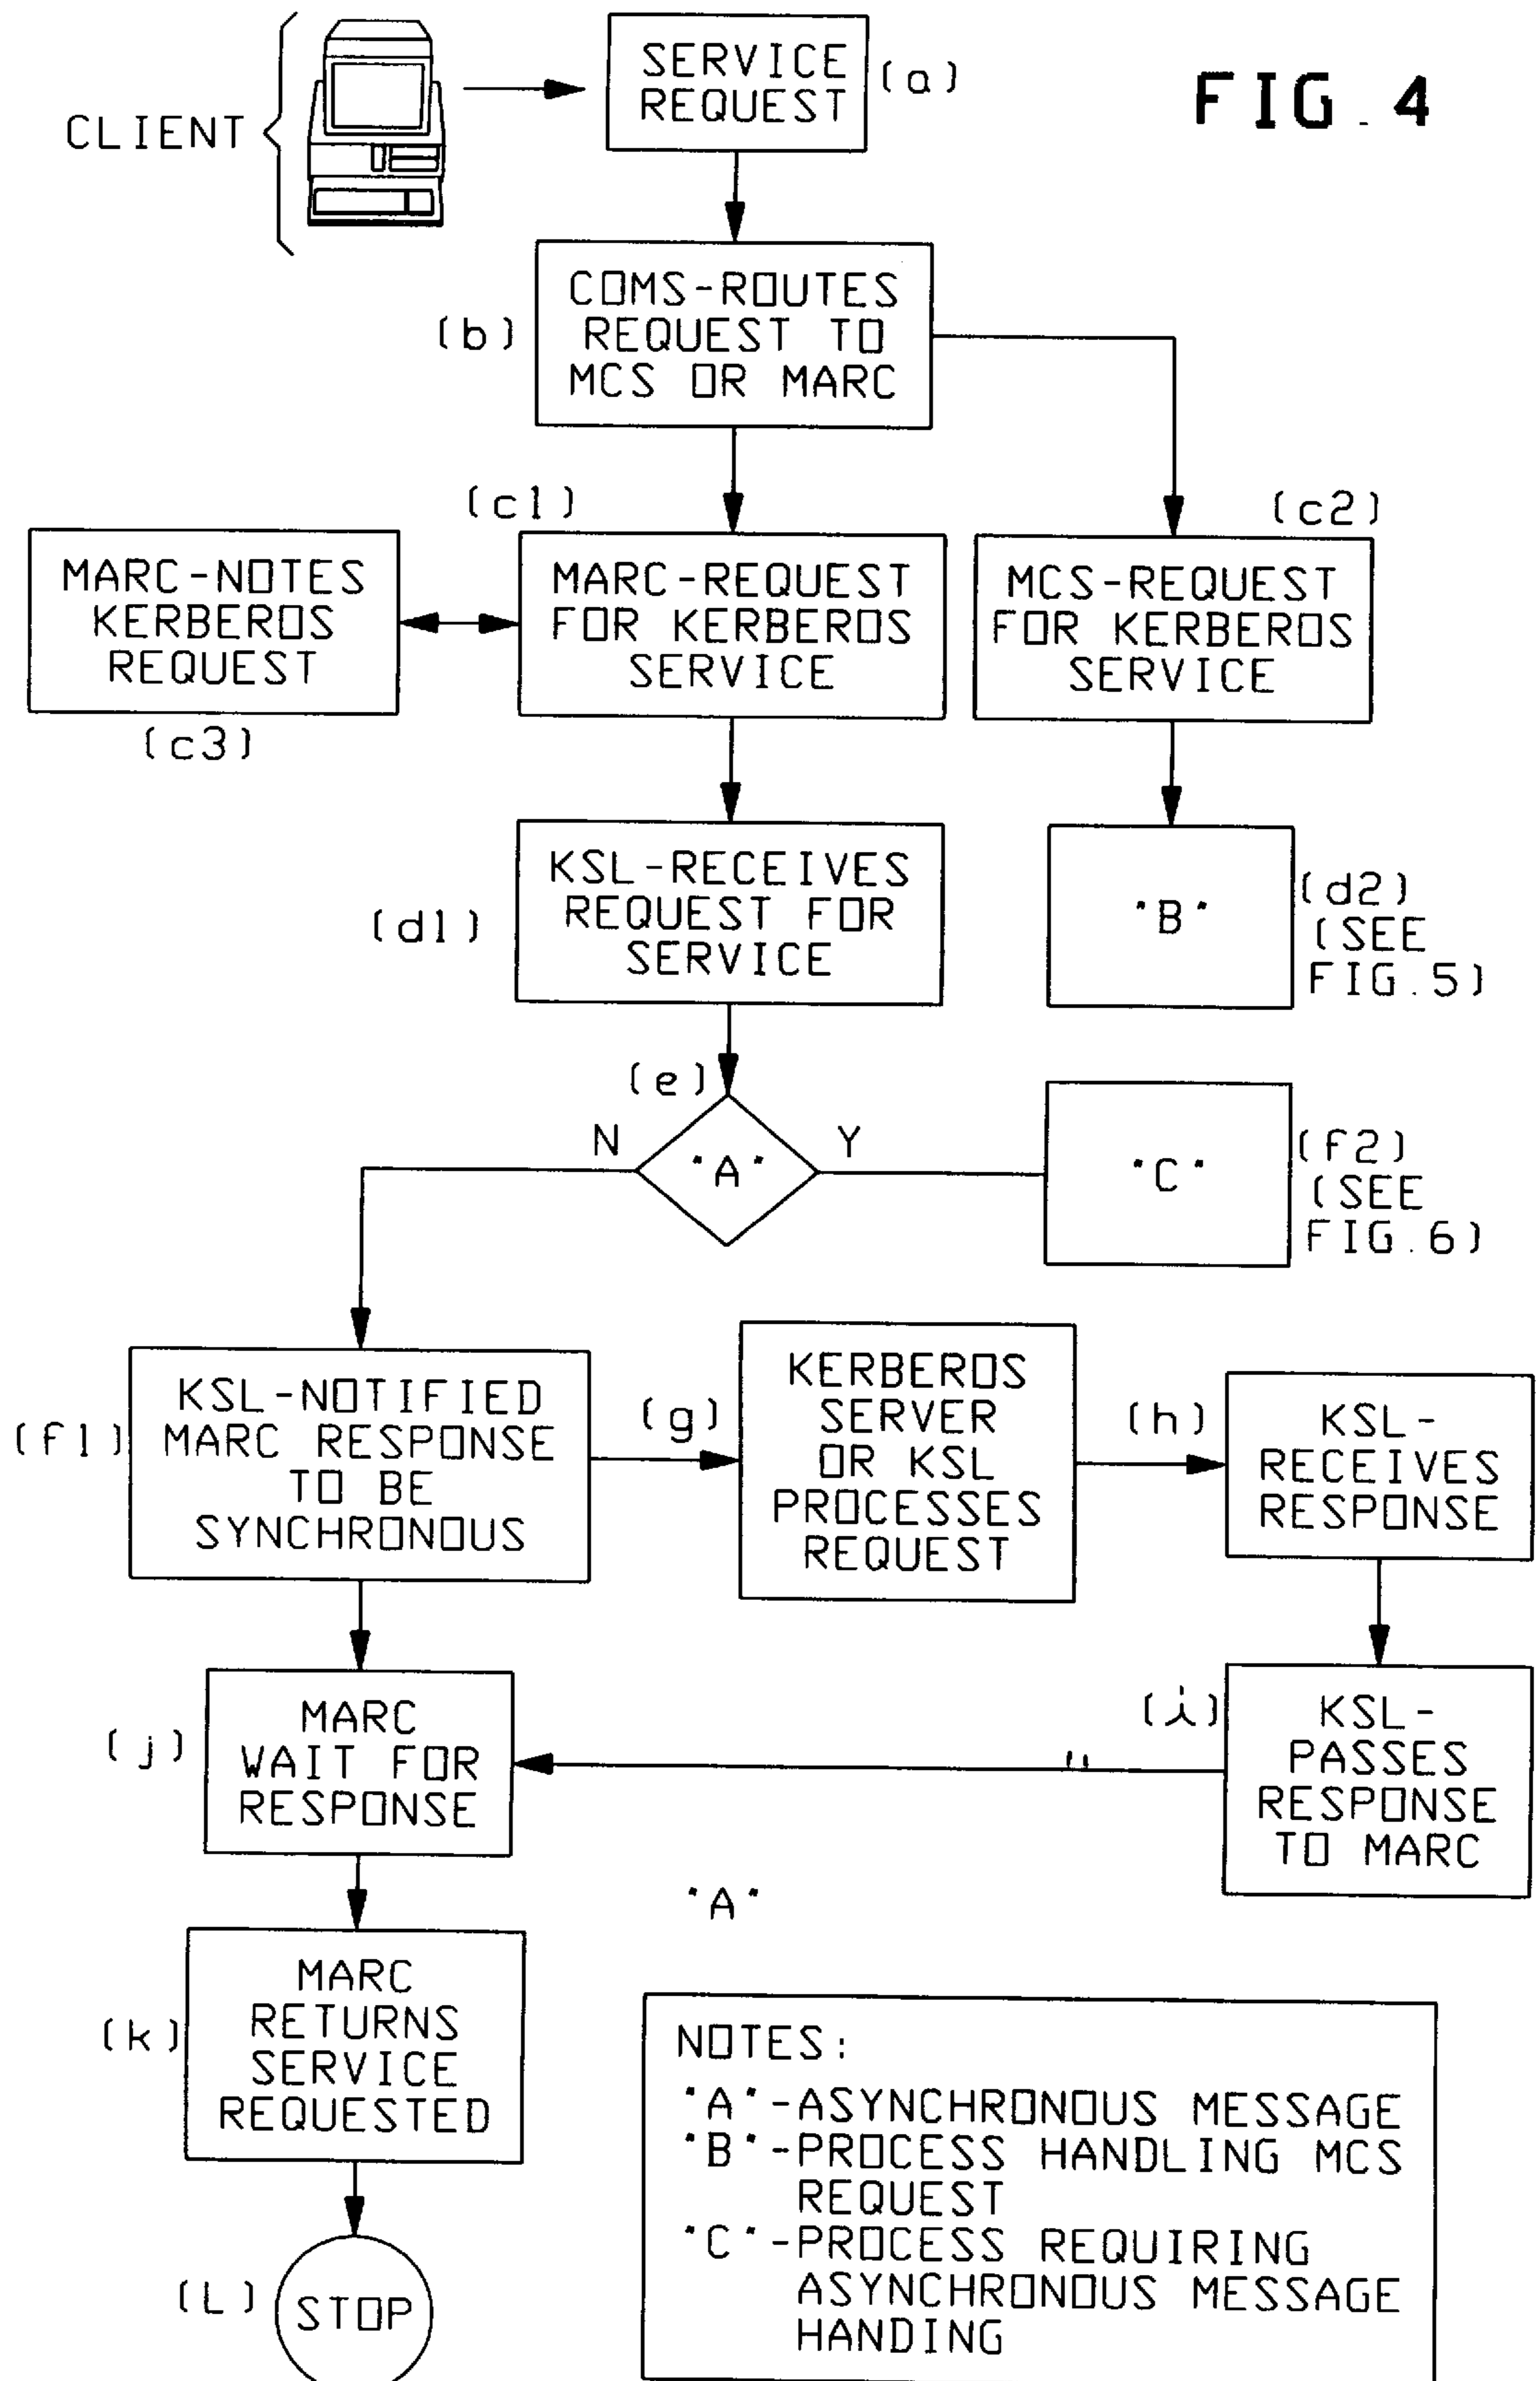 CLIENT
SERVICE
REQUEST
(a)
FIG.4
(b)
COMS-ROUTES
REQUEST TO
MCS OR MARC
(c1)
(c2)
MARC-NOTES
KERBEROS
REQUEST
(c3)
MARC-REQUEST
FOR KERBEROS
SERVICE
MCS-REQUEST
FOR KERBEROS
SERVICE
(d1)
KSL-RECEIVES
REQUEST FOR
SERVICE
"B"
(d2)
(SEE
FIG.5)
(e)
N
"A"
Y
"C"
(f2)
(SEE
FIG.6)
(f1)
KSL-NOTIFIED
MARC RESPONSE
TO BE
SYNCHRONOUS
(g)
KERBEROS
SERVER
OR KSL
PROCESSES
REQUEST
(h)
KSL-
RECEIVES
RESPONSE
(j)
MARC
WAIT FOR
RESPONSE
(i)
KSL-
PASSES
RESPONSE
TO MARC
"A"
(k)
MARC
RETURNS
SERVICE
REQUESTED
(L)
STOP
NOTES:
"A"-ASYNCHRONOUS MESSAGE
"B"-PROCESS HANDLING MCS
REQUEST
"C"-PROCESS REQUIRING
ASYNCHRONOUS MESSAGE
HANDING